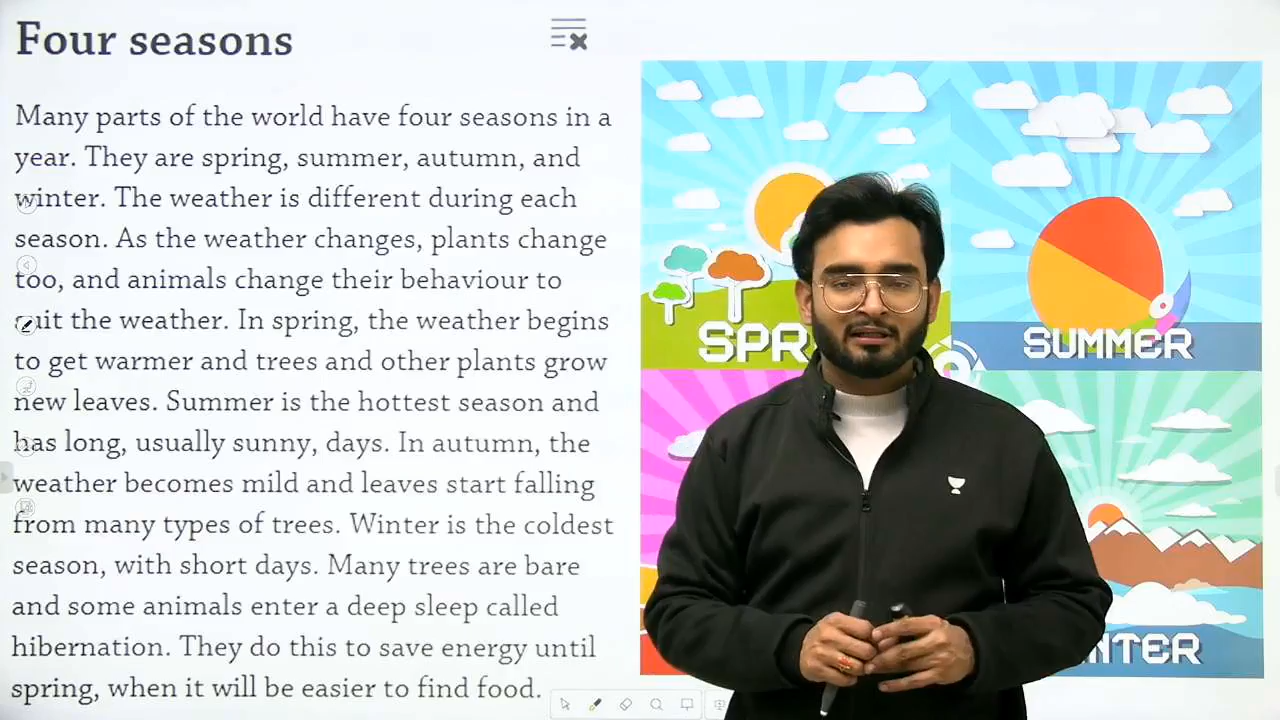 Four seasons
Many parts of the world have four seasons in a
year. They are spring, summer, autumn, and
winter. The weather is different during each
season. As the weather changes, plants change
too, and animals change their behaviour to
suit the weather. In spring, the weather begins
to get warmer and trees and other plants grow
new leaves. Summer is the hottest season and
has long, usually sunny, days. In autumn, the
weather becomes mild and leaves start falling
from many types of trees. Winter is the coldest
season, with short days. Many trees are bare
and some animals enter a deep sleep called
hibernation. They do this to save energy until
spring, when it will be easier to find food.
SPR
SUMMER
NTER